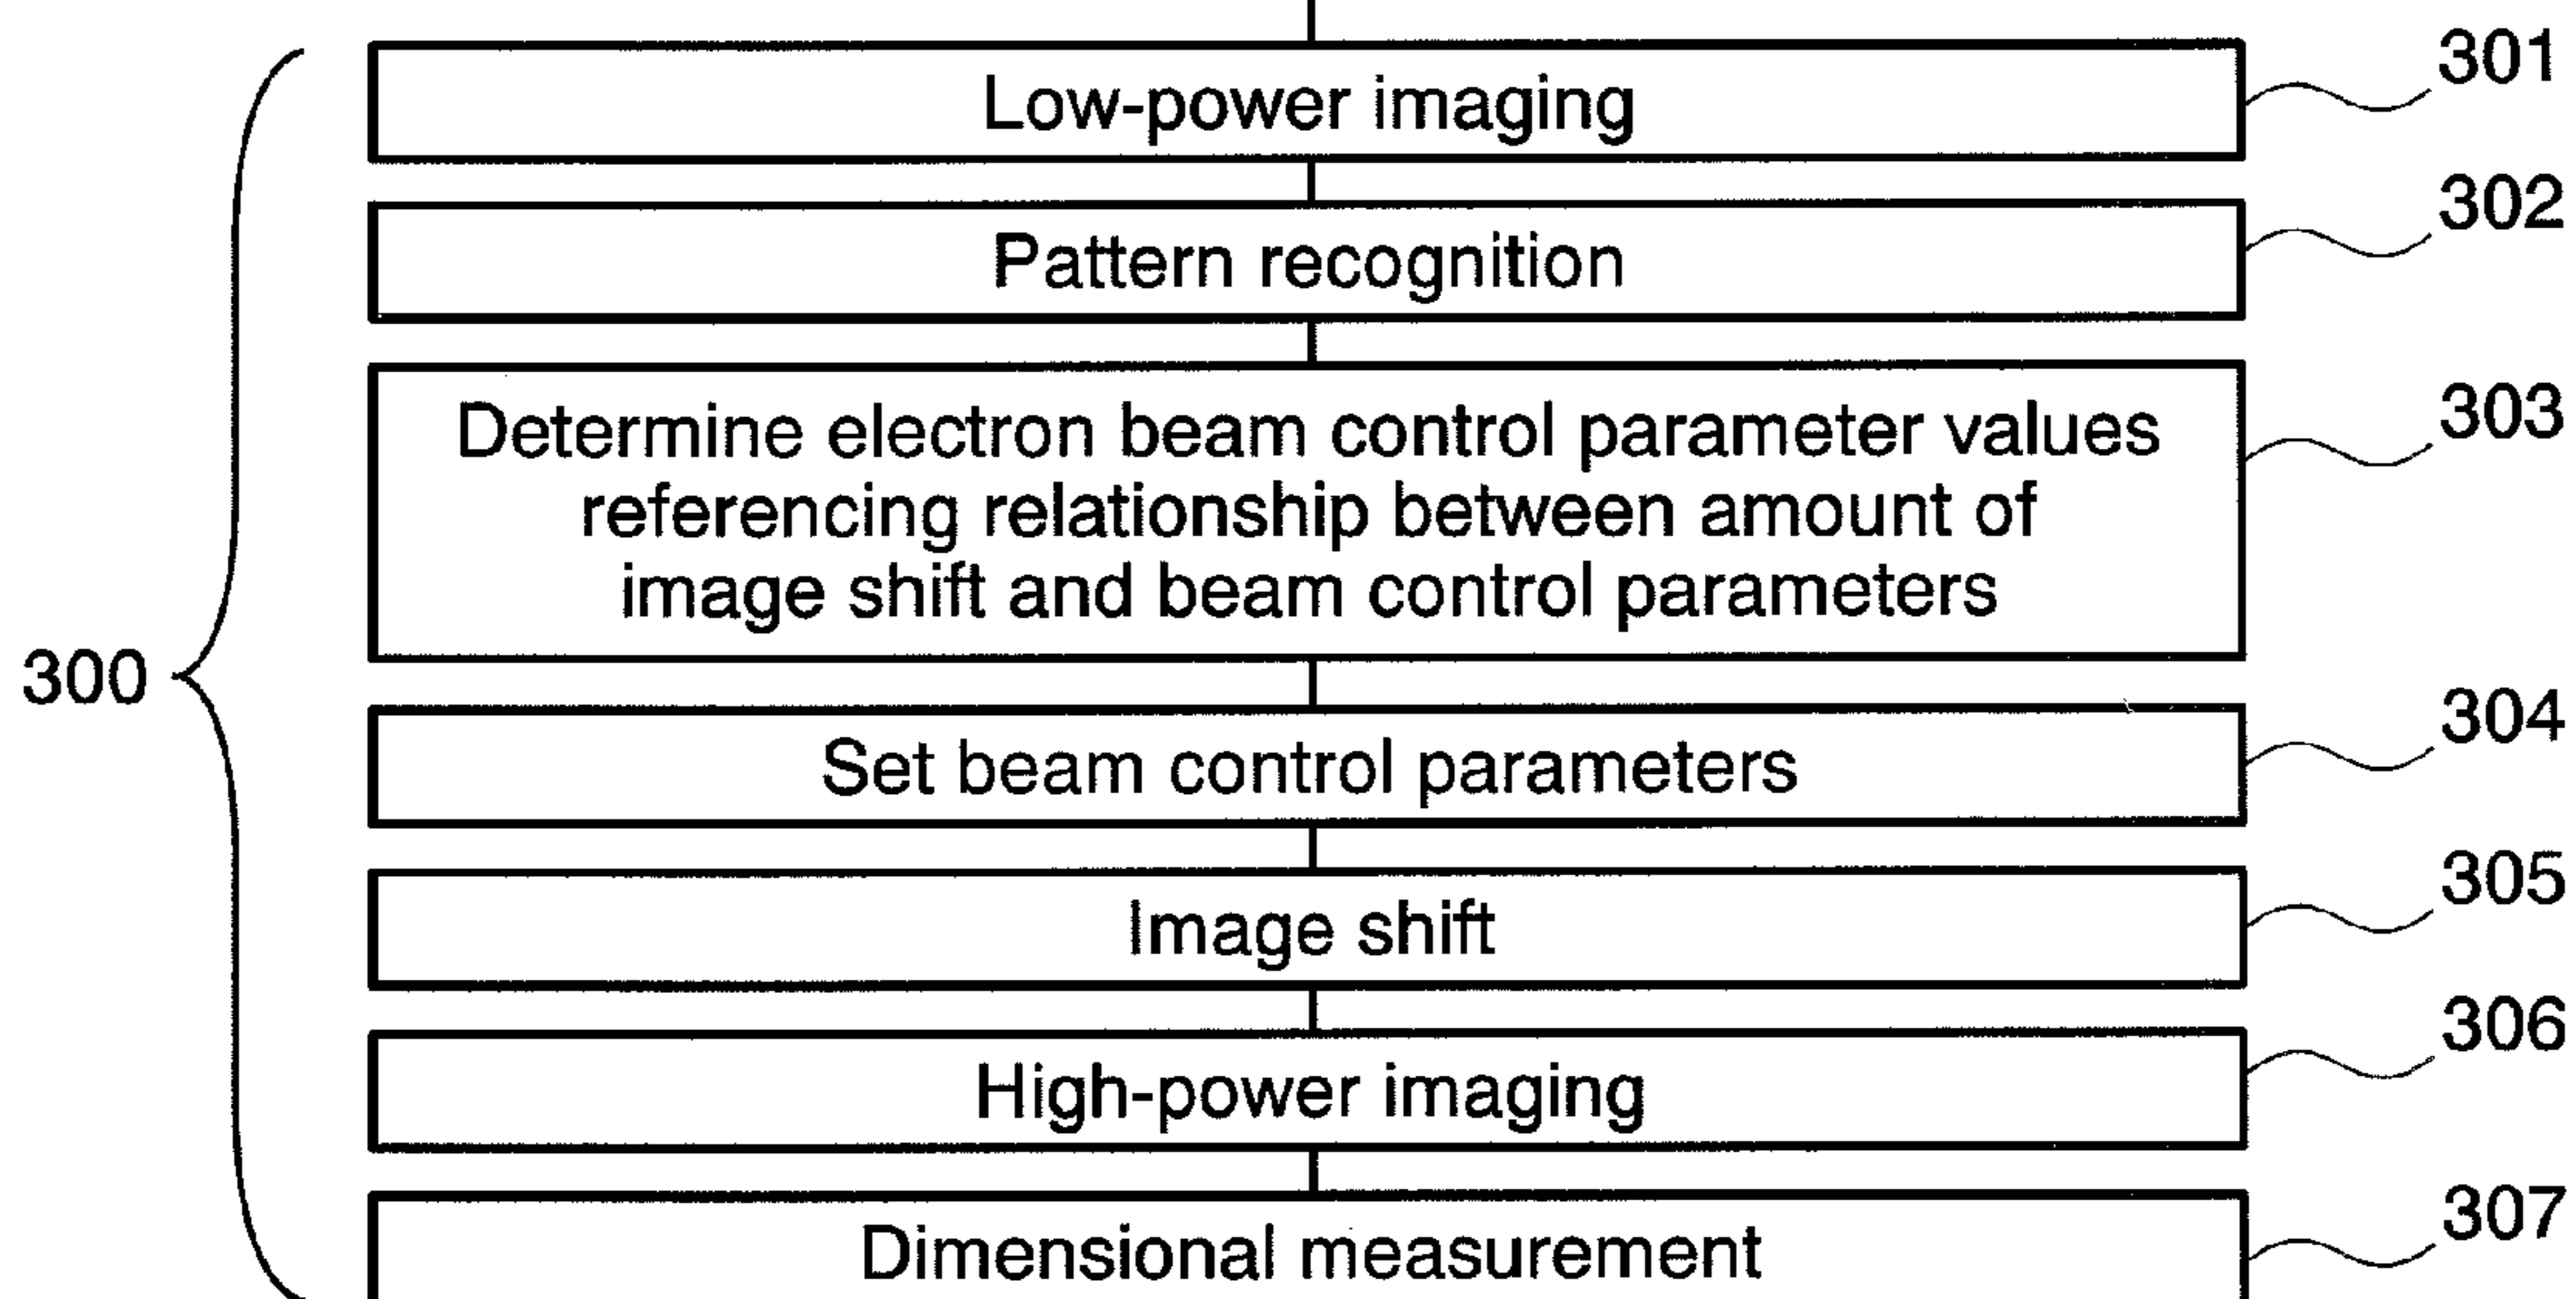 Low-power imaging
301
Pattern recognition
302
Determine electron beam control parameter values
referencing relationship between amount of
image shift and beam control parameters
303
300
Set beam control parameters
304
Image shift
305
High-power imaging
306
Dimensional measurement
307